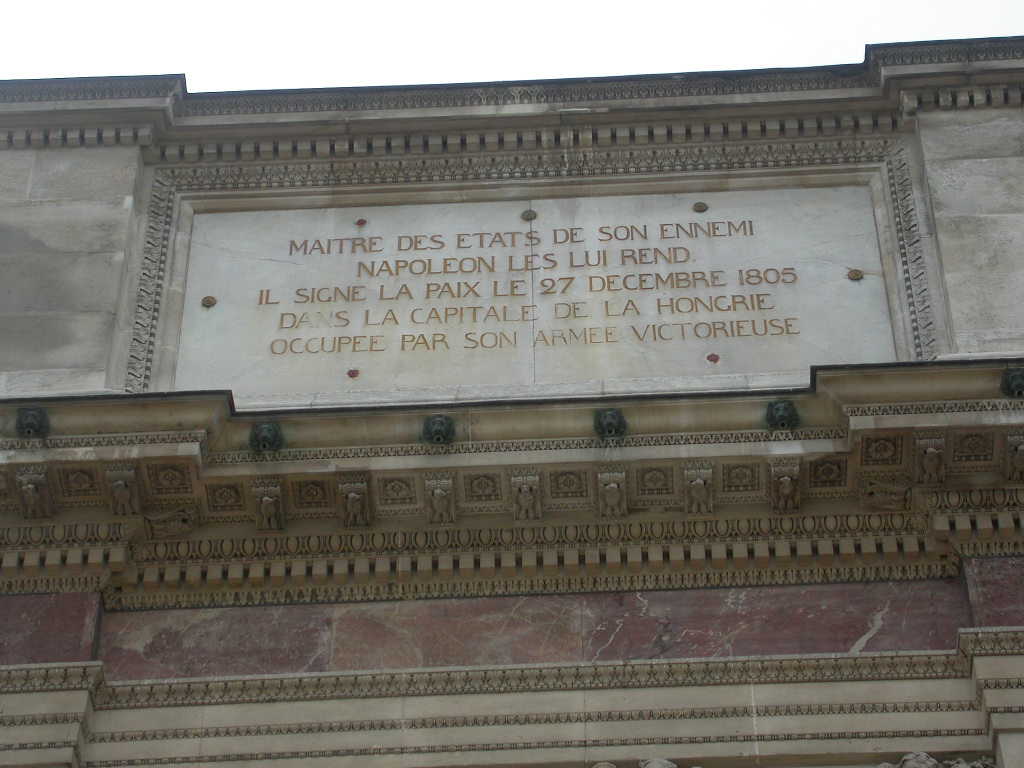 MAITRE DES ETATS DE SON ENNEMI
NAPOLEON LES LUI REND.
IL SIGNE LA PAIX LE 27 DECEMBRE 1805
DANS LA CAPITALE DE LA HONGRIE
OCCUPEE PAR SON ARMEE VICTORIEUSE